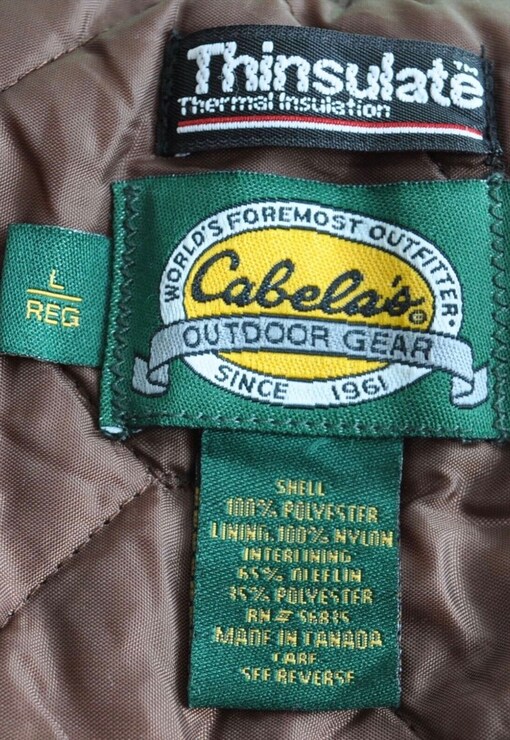 Thinsulate™
Thermal Insulation
L
REG
WORLD'S FOREMOST OUTFITTER•
Cabela's®
OUTDOOR GEAR
SINCE 1961
SHELL
100% POLYESTER
LINING: 100% NYLON
INTERLINING
65% OLEFIN
35% POLYESTER
RN # 56835
MADE IN CANADA
CARE
SEE REVERSE